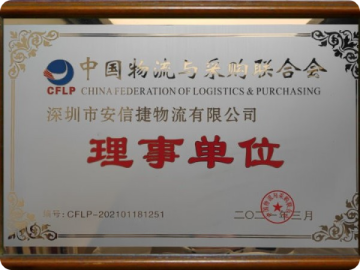 中国物流与采购联合会
CFLP CHINA FEDERATION OF LOGISTICS & PURCHASING
深圳市安信捷物流有限公司
理事单位
编号:CFLP-202101181251
二〇二一年三月